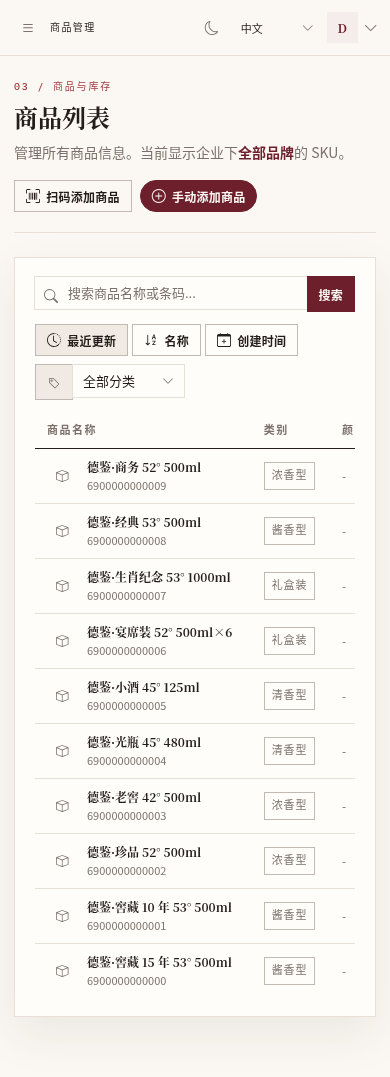 商品管理
中文
D
03 / 商品与库存
商品列表
管理所有商品信息。当前显示企业下全部品牌的 SKU。
扫码添加商品
手动添加商品
搜索商品名称或条码...
搜索
最近更新
名称
创建时间
全部分类
商品名称 类别 颜
德鉴·商务 52° 500ml
6900000000009
浓香型 -
德鉴·经典 53° 500ml
6900000000008
酱香型 -
德鉴·生肖纪念 53° 1000ml
6900000000007
礼盒装 -
德鉴·宴席装 52° 500ml×6
6900000000006
礼盒装 -
德鉴·小酒 45° 125ml
6900000000005
清香型 -
德鉴·光瓶 45° 480ml
6900000000004
清香型 -
德鉴·老窖 42° 500ml
6900000000003
浓香型 -
德鉴·珍品 52° 500ml
6900000000002
浓香型 -
德鉴·窖藏 10 年 53° 500ml
6900000000001
酱香型 -
德鉴·窖藏 15 年 53° 500ml
6900000000000
酱香型 -